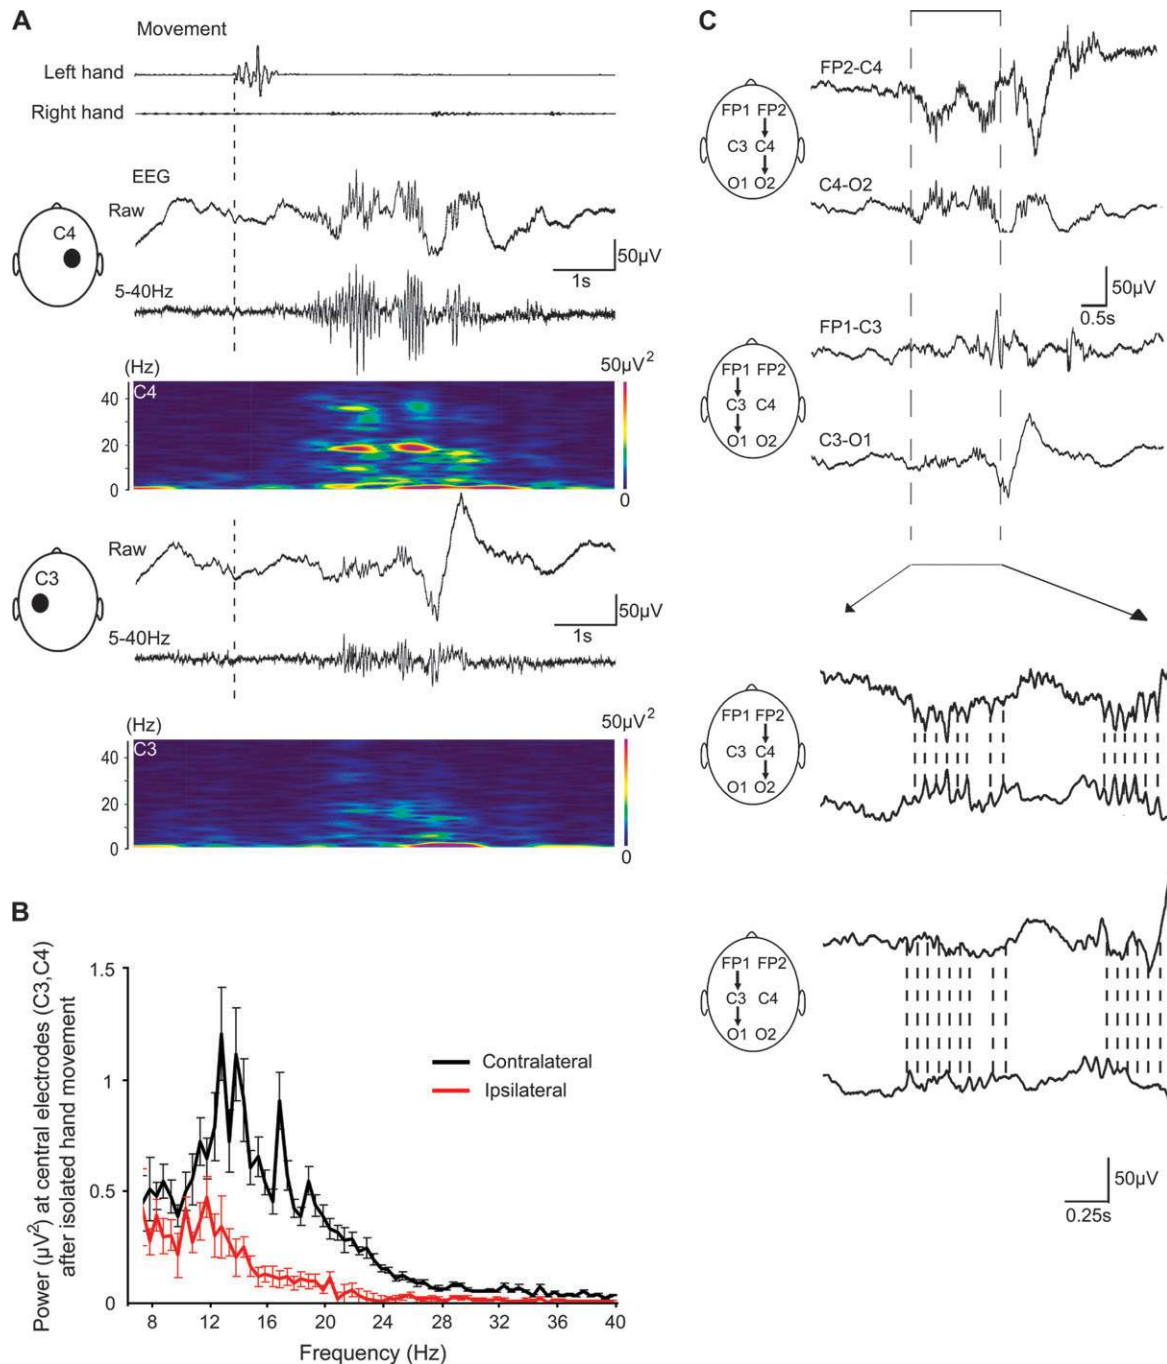 A
Movement
Left hand
Right hand
EEG
Raw
C4
50µV
1s
5-40Hz
(Hz)
50µV²
C4
40
20
0
0
Raw
C3
50µV
1s
5-40Hz
(Hz)
50µV²
C3
40
20
0
0
B
Power (µV²) at central electrodes (C3,C4)
after isolated hand movement
1.5
1
0.5
0
Contralateral
Ipsilateral
8 12 16 20 24 28 32 36 40
Frequency (Hz)
C
FP2-C4
FP1 FP2
C3 C4
O1 O2
C4-O2
50µV
0.5s
FP1-C3
FP1 FP2
C3 C4
O1 O2
C3-O1
FP1 FP2
C3 C4
O1 O2
FP1 FP2
C3 C4
O1 O2
50µV
0.25s